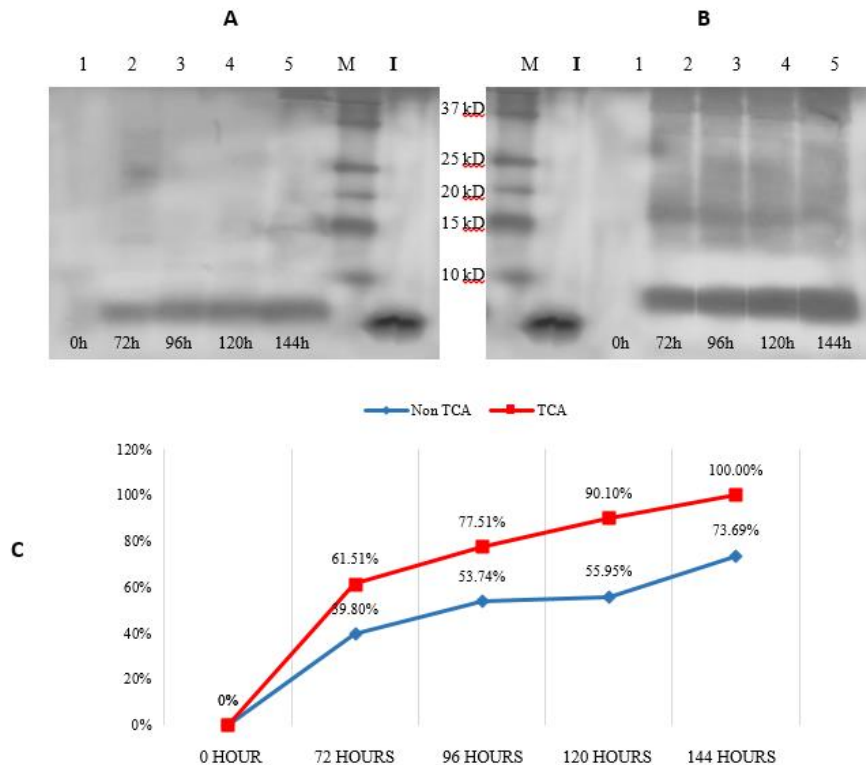 A
B
1 2 3 4 5 M I
M I 1 2 3 4 5
37 kD
25 kD
20 kD
15 kD
10 kD
0h 72h 96h 120h 144h
0h 72h 96h 120h 144h
Non TCA TCA
C
120%
100%
80%
60%
40%
20%
0%
61.51%
77.51%
90.10%
100.00%
39.80%
53.74%
55.95%
73.69%
0%
0 HOUR 72 HOURS 96 HOURS 120 HOURS 144 HOURS